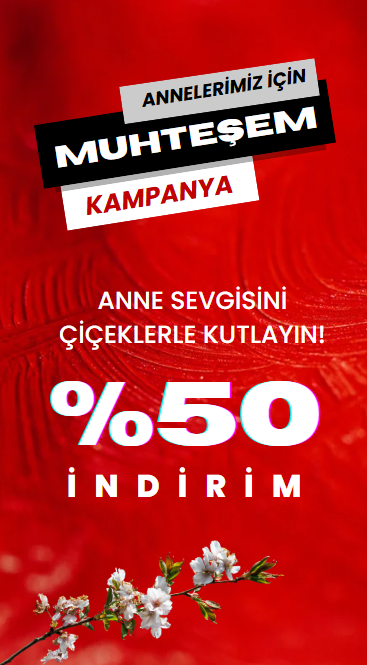 ANNELERİMİZ İÇİN
MUHTEŞEM
KAMPANYA
ANNE SEVGİSİNİ
ÇİÇEKLERLE KUTLAYIN!
%50
İNDİRİM